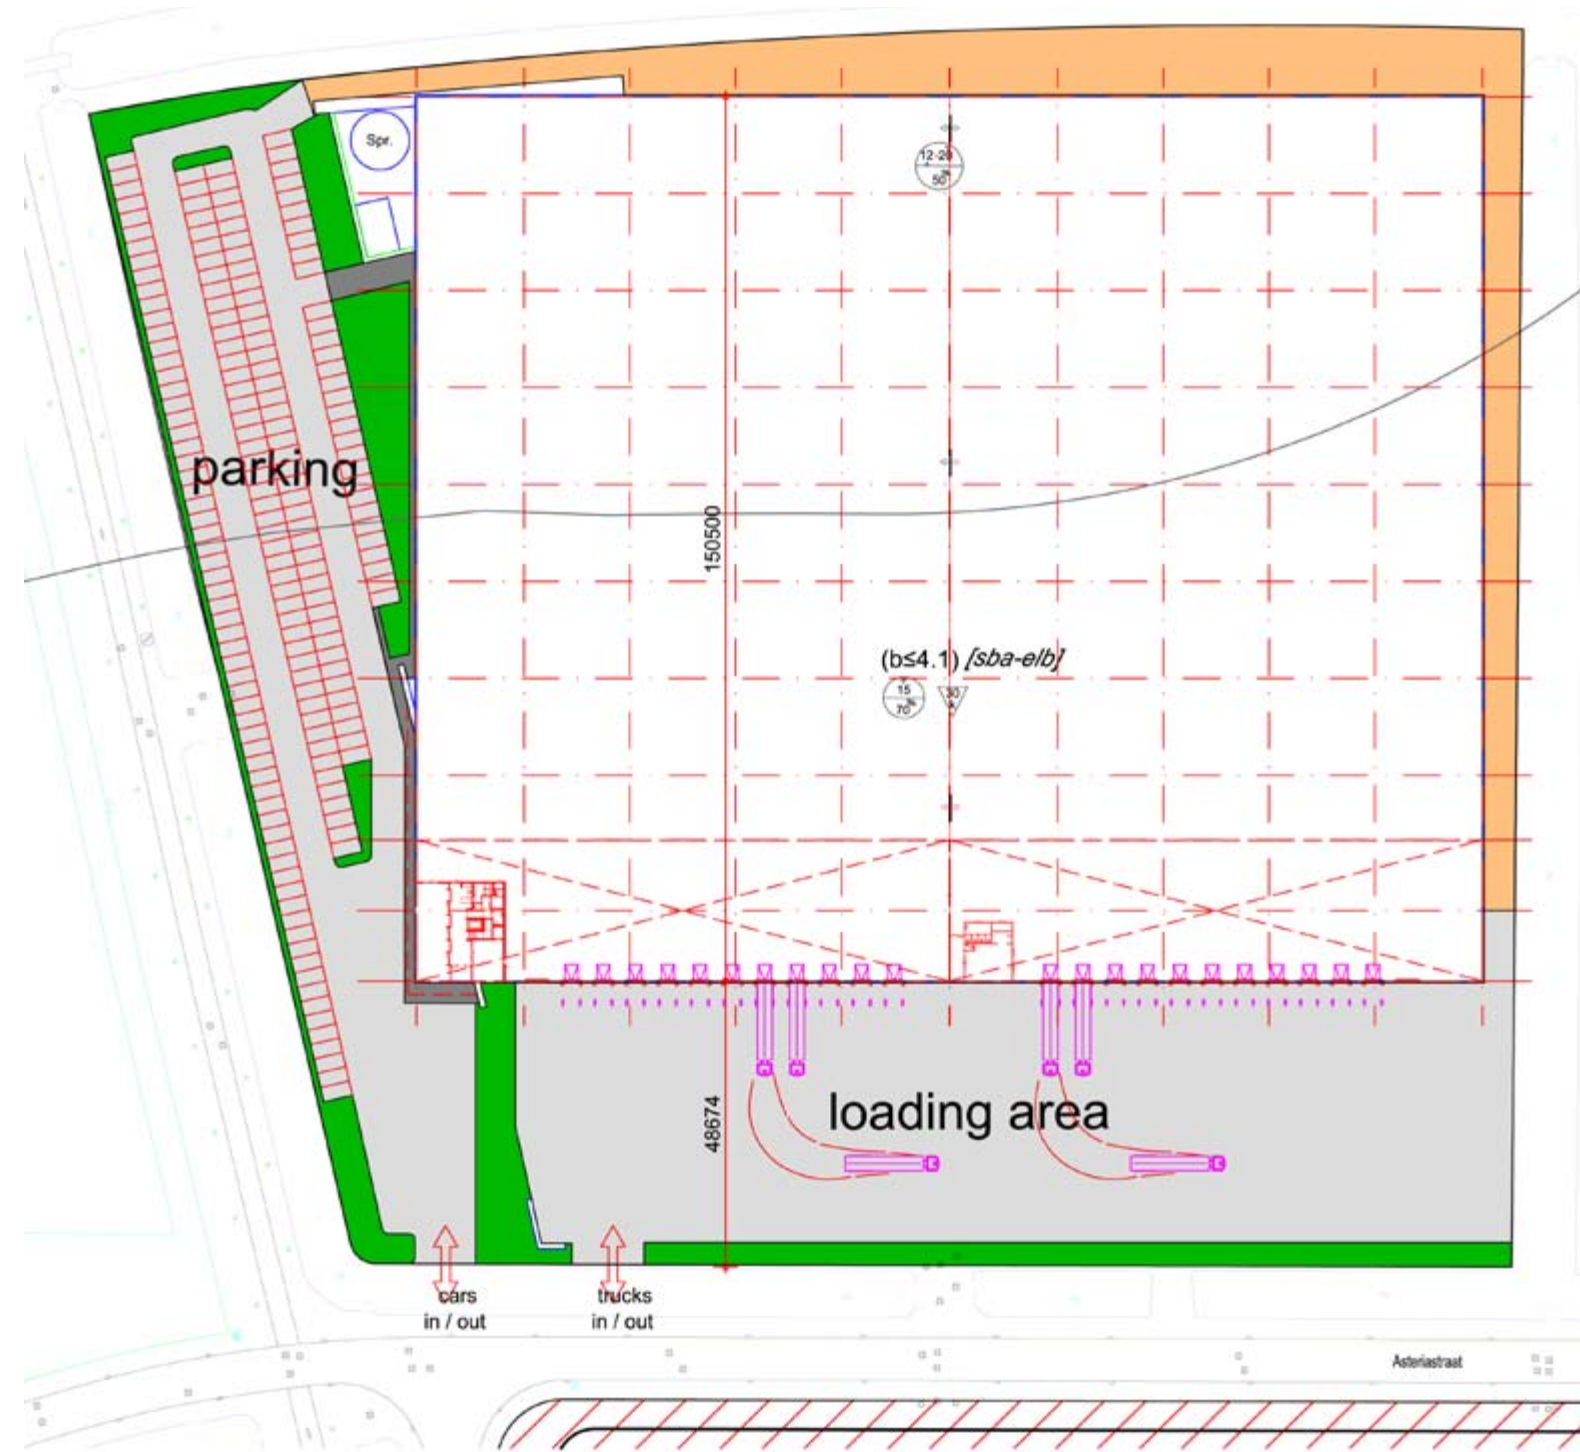 Spr.
12-20
50%
parking
150500
(b≤4.1) [sba-elb]
15
70%
30
48674
loading area
cars
in / out
trucks
in / out
Asteriastraat